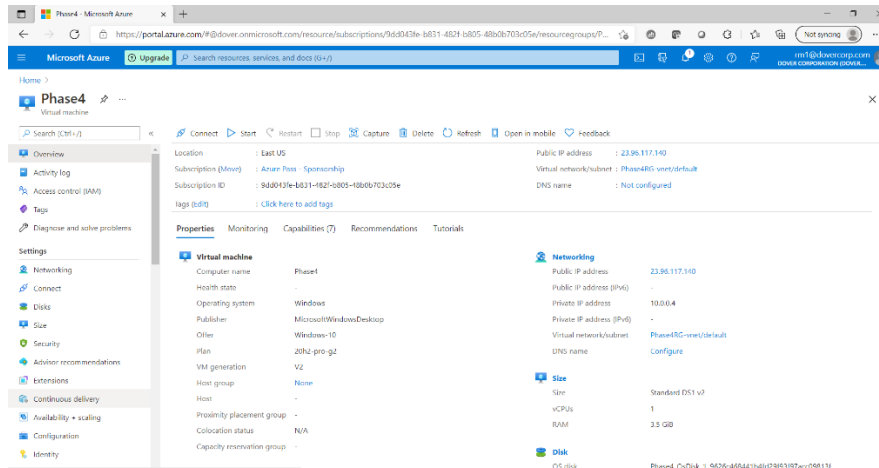 Phase4 - Microsoft Azure
https://portal.azure.com/#@dover.onmicrosoft.com/resource/subscriptions/9dd043fe-b831-482f-b805-48b0b703c05e/resourcegroups/P...
Not syncing
Microsoft Azure
Upgrade
Search resources, services, and docs (G+/)
1
rm1@dovercorp.com
DOVER CORPORATION (DOVER....
Home >
Phase4
Virtual machine
Search (Ctrl+/)
Connect Start Restart Stop Capture Delete Refresh Open in mobile Feedback
Overview
Activity log
Access control (IAM)
Tags
Diagnose and solve problems
Settings
Networking
Connect
Disks
Size
Security
Advisor recommendations
Extensions
Continuous delivery
Availability + scaling
Configuration
Identity
Location : East US
Subscription (Move) : Azure Pass - Sponsorship
Subscription ID : 9dd043fe-b831-482f-b805-48b0b703c05e
Tags (Edit) : Click here to add tags
Public IP address : 23.96.117.140
Virtual network/subnet : Phase4RG-vnet/default
DNS name : Not configured
Properties Monitoring Capabilities (7) Recommendations Tutorials
Virtual machine
Computer name Phase4
Health state -
Operating system Windows
Publisher MicrosoftWindowsDesktop
Offer Windows-10
Plan 20h2-pro-g2
VM generation V2
Host group None
Host -
Proximity placement group -
Colocation status N/A
Capacity reservation group -
Networking
Public IP address 23.96.117.140
Public IP address (IPv6) -
Private IP address 10.0.0.4
Private IP address (IPv6) -
Virtual network/subnet Phase4RG-vnet/default
DNS name Configure
Size
Size Standard DS1 v2
vCPUs 1
RAM 3.5 GiB
Disk
OS disk